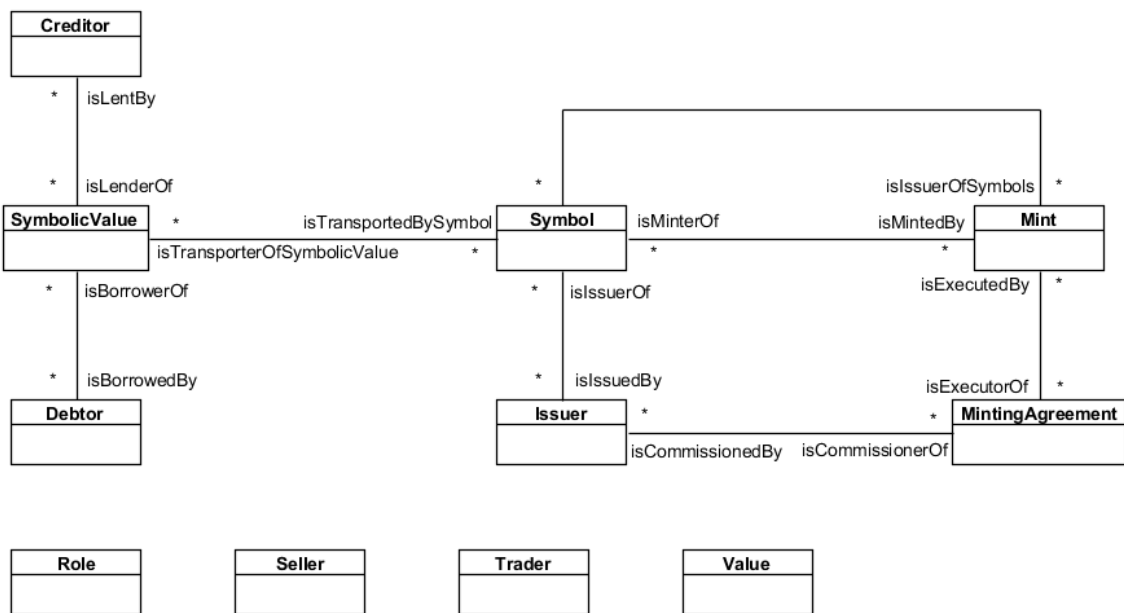 Creditor
* isLentBy
* isLenderOf
isIssuerOfSymbols *
*
SymbolicValue
* isTransportedBySymbol
isTransporterOfSymbolicValue *
Symbol
isMinterOf isMintedBy
* *
Mint
* isBorrowerOf
* isIssuerOf
isExecutedBy *
* isBorrowedBy
* isIssuedBy
isExecutorOf *
Debtor
Issuer
* *
isCommissionedBy isCommissionerOf
MintingAgreement
Role
Seller
Trader
Value